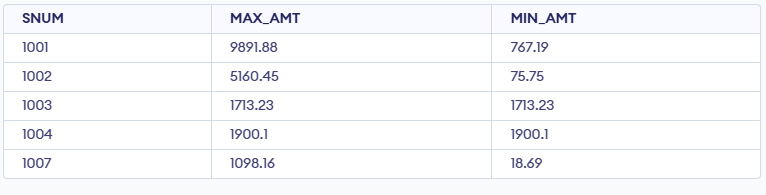 SNUM MAX_AMT MIN_AMT
1001 9891.88 767.19
1002 5160.45 75.75
1003 1713.23 1713.23
1004 1900.1 1900.1
1007 1098.16 18.69